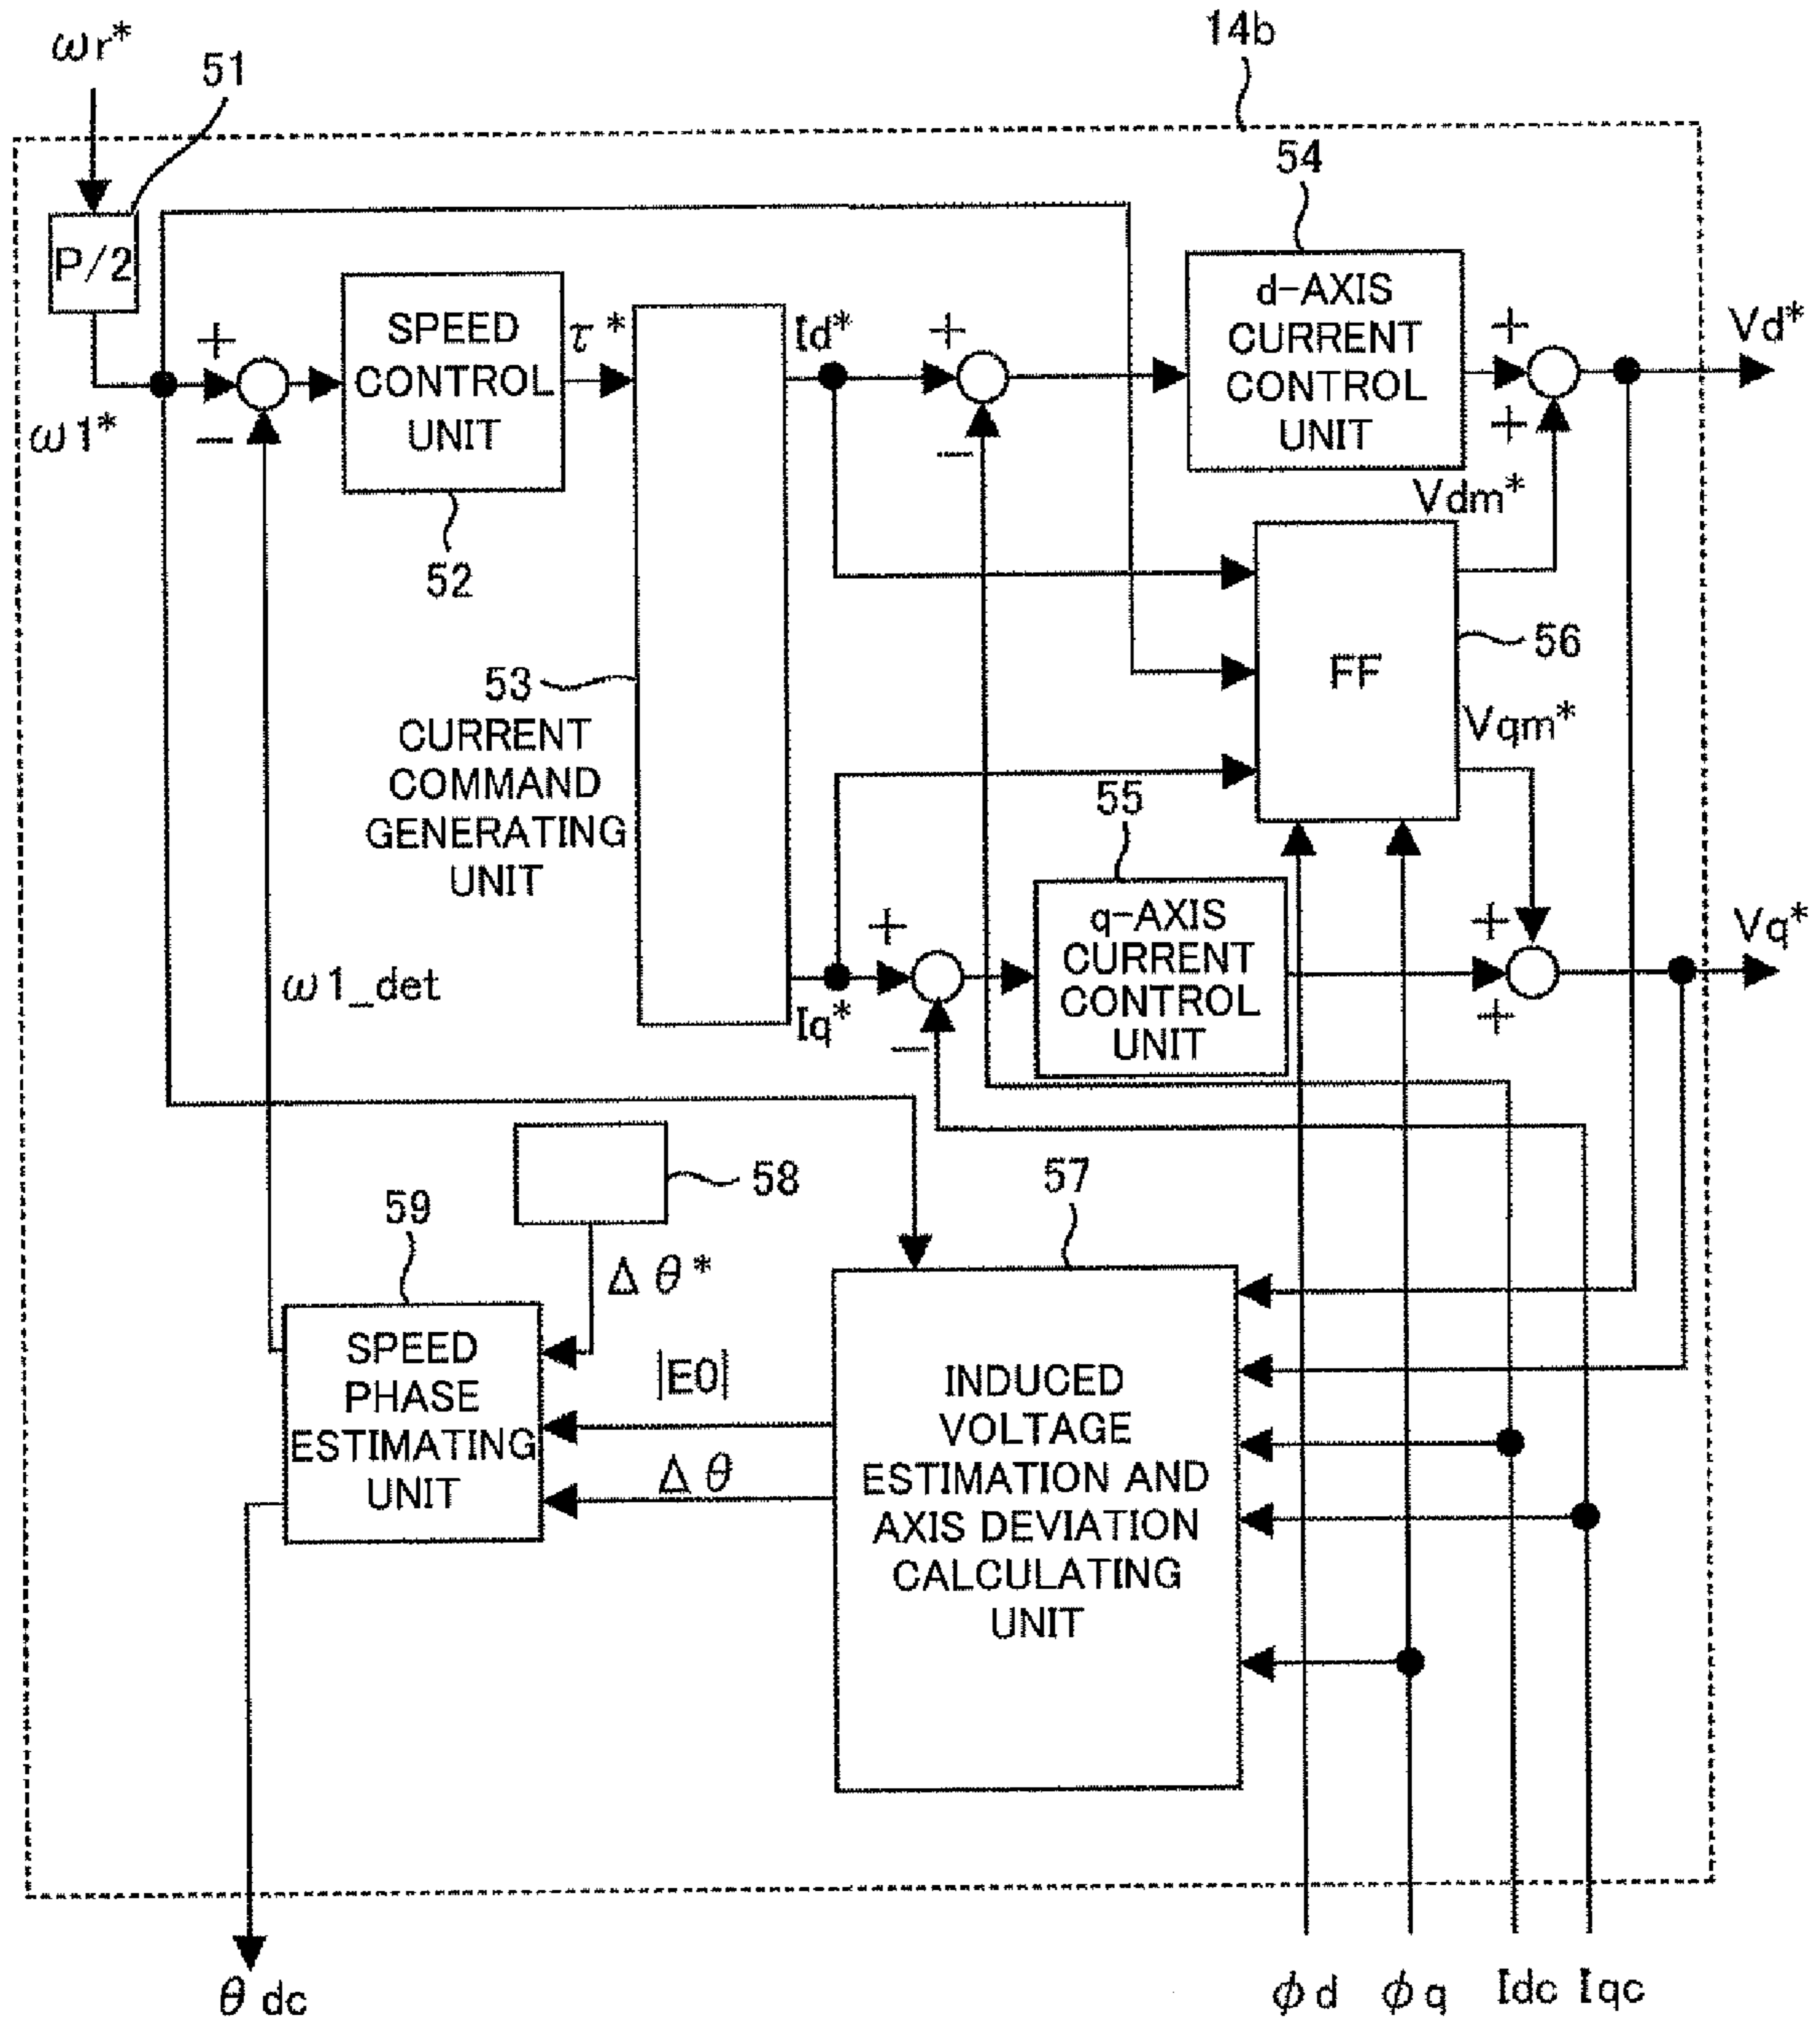 ωr*
51
14b
P/2
ω1*
+
−
SPEED
CONTROL
UNIT
52
τ*
53
CURRENT
COMMAND
GENERATING
UNIT
Id*
Iq*
+
−
54
d-AXIS
CURRENT
CONTROL
UNIT
+
+
Vd*
Vdm*
FF
56
Vqm*
55
q-AXIS
CURRENT
CONTROL
UNIT
+
−
+
+
Vq*
ω1_det
58
Δθ*
59
SPEED
PHASE
ESTIMATING
UNIT
|E0|
Δθ
57
INDUCED
VOLTAGE
ESTIMATION AND
AXIS DEVIATION
CALCULATING
UNIT
θdc
φd
φq
Idc
Iqc